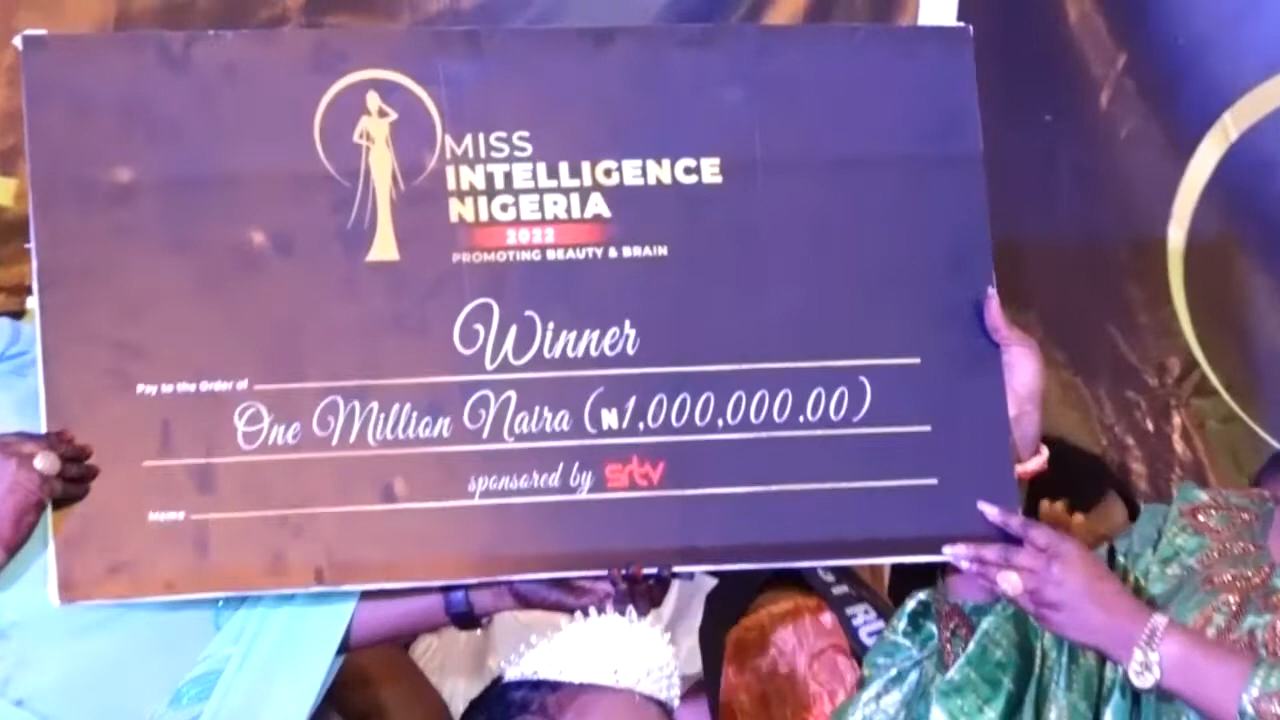 MISS
INTELLIGENCE
NIGERIA
2022
PROMOTING BEAUTY & BRAIN
Winner
Pay to the Order of
One Million Naira (₦1,000,000.00)
sponsored by srtv
Memo